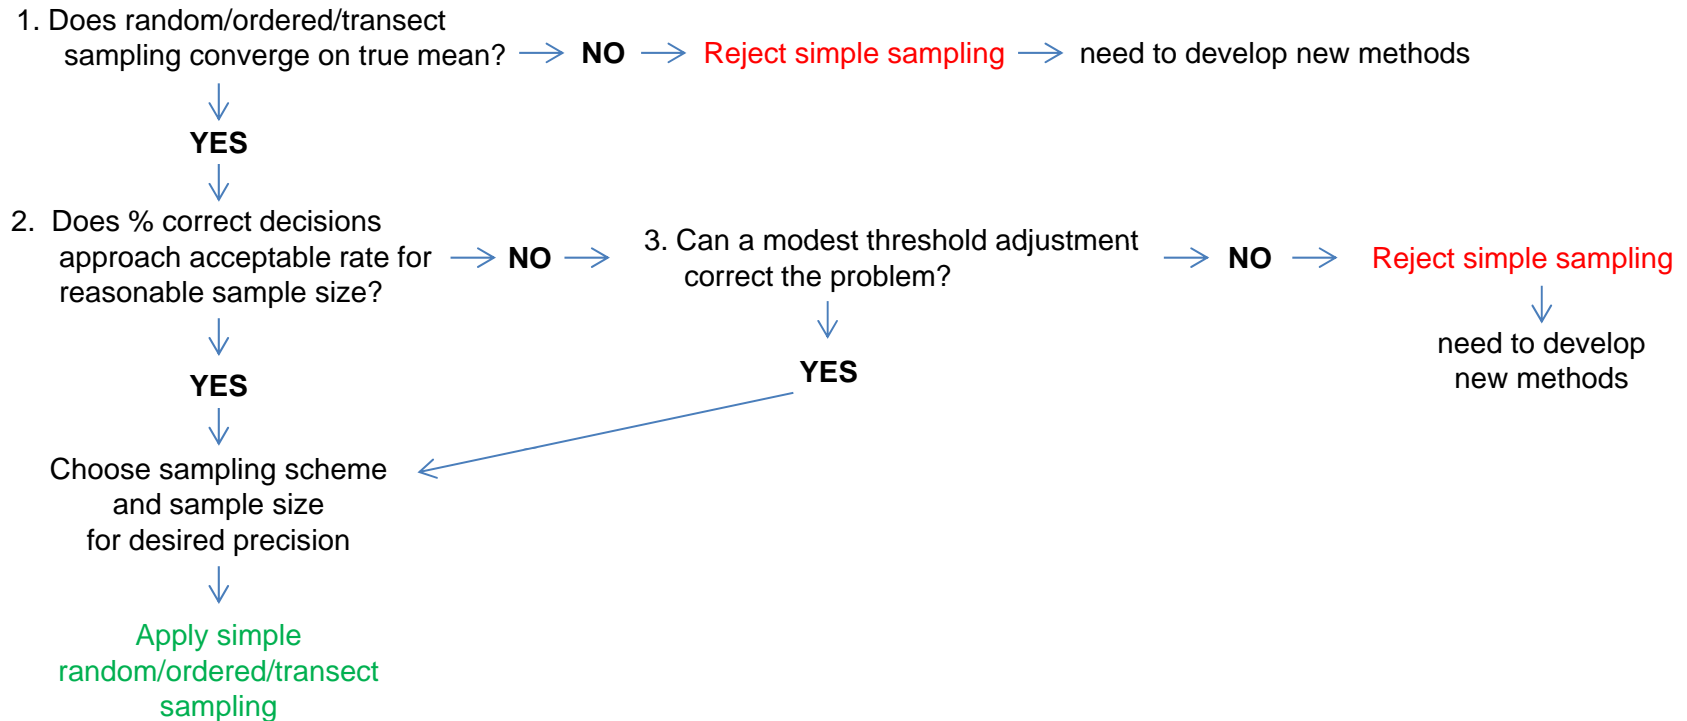 1. Does random/ordered/transect
sampling converge on true mean?
NO
Reject simple sampling
need to develop new methods
YES
2. Does % correct decisions
approach acceptable rate for
reasonable sample size?
NO
3. Can a modest threshold adjustment
correct the problem?
NO
Reject simple sampling
need to develop
new methods
YES
YES
Choose sampling scheme
and sample size
for desired precision
Apply simple
random/ordered/transect
sampling